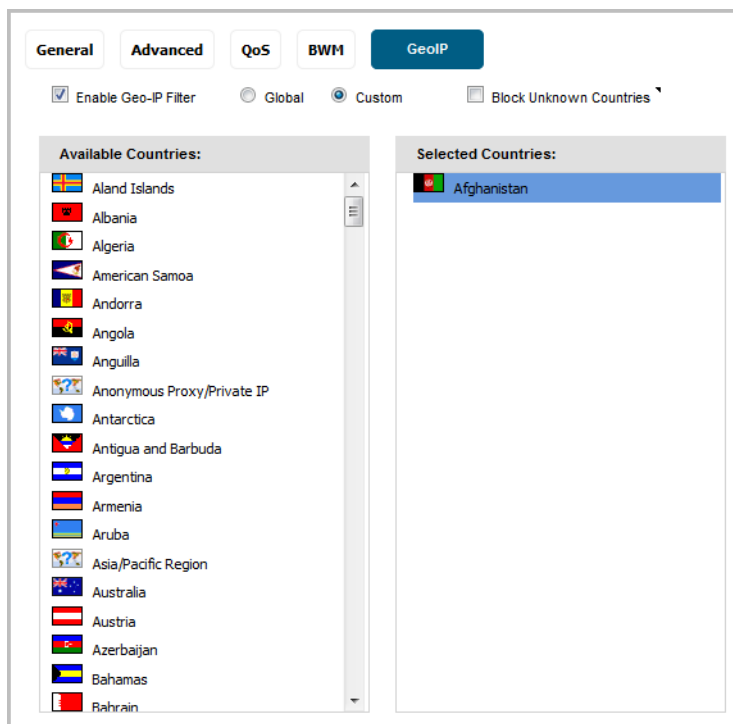 General Advanced QoS BWM GeoIP
Enable Geo-IP Filter Global Custom Block Unknown Countries
Available Countries:
Aland Islands
Albania
Algeria
American Samoa
Andorra
Angola
Anguilla
Anonymous Proxy/Private IP
Antarctica
Antigua and Barbuda
Argentina
Armenia
Aruba
Asia/Pacific Region
Australia
Austria
Azerbaijan
Bahamas
Bahrain
Selected Countries:
Afghanistan